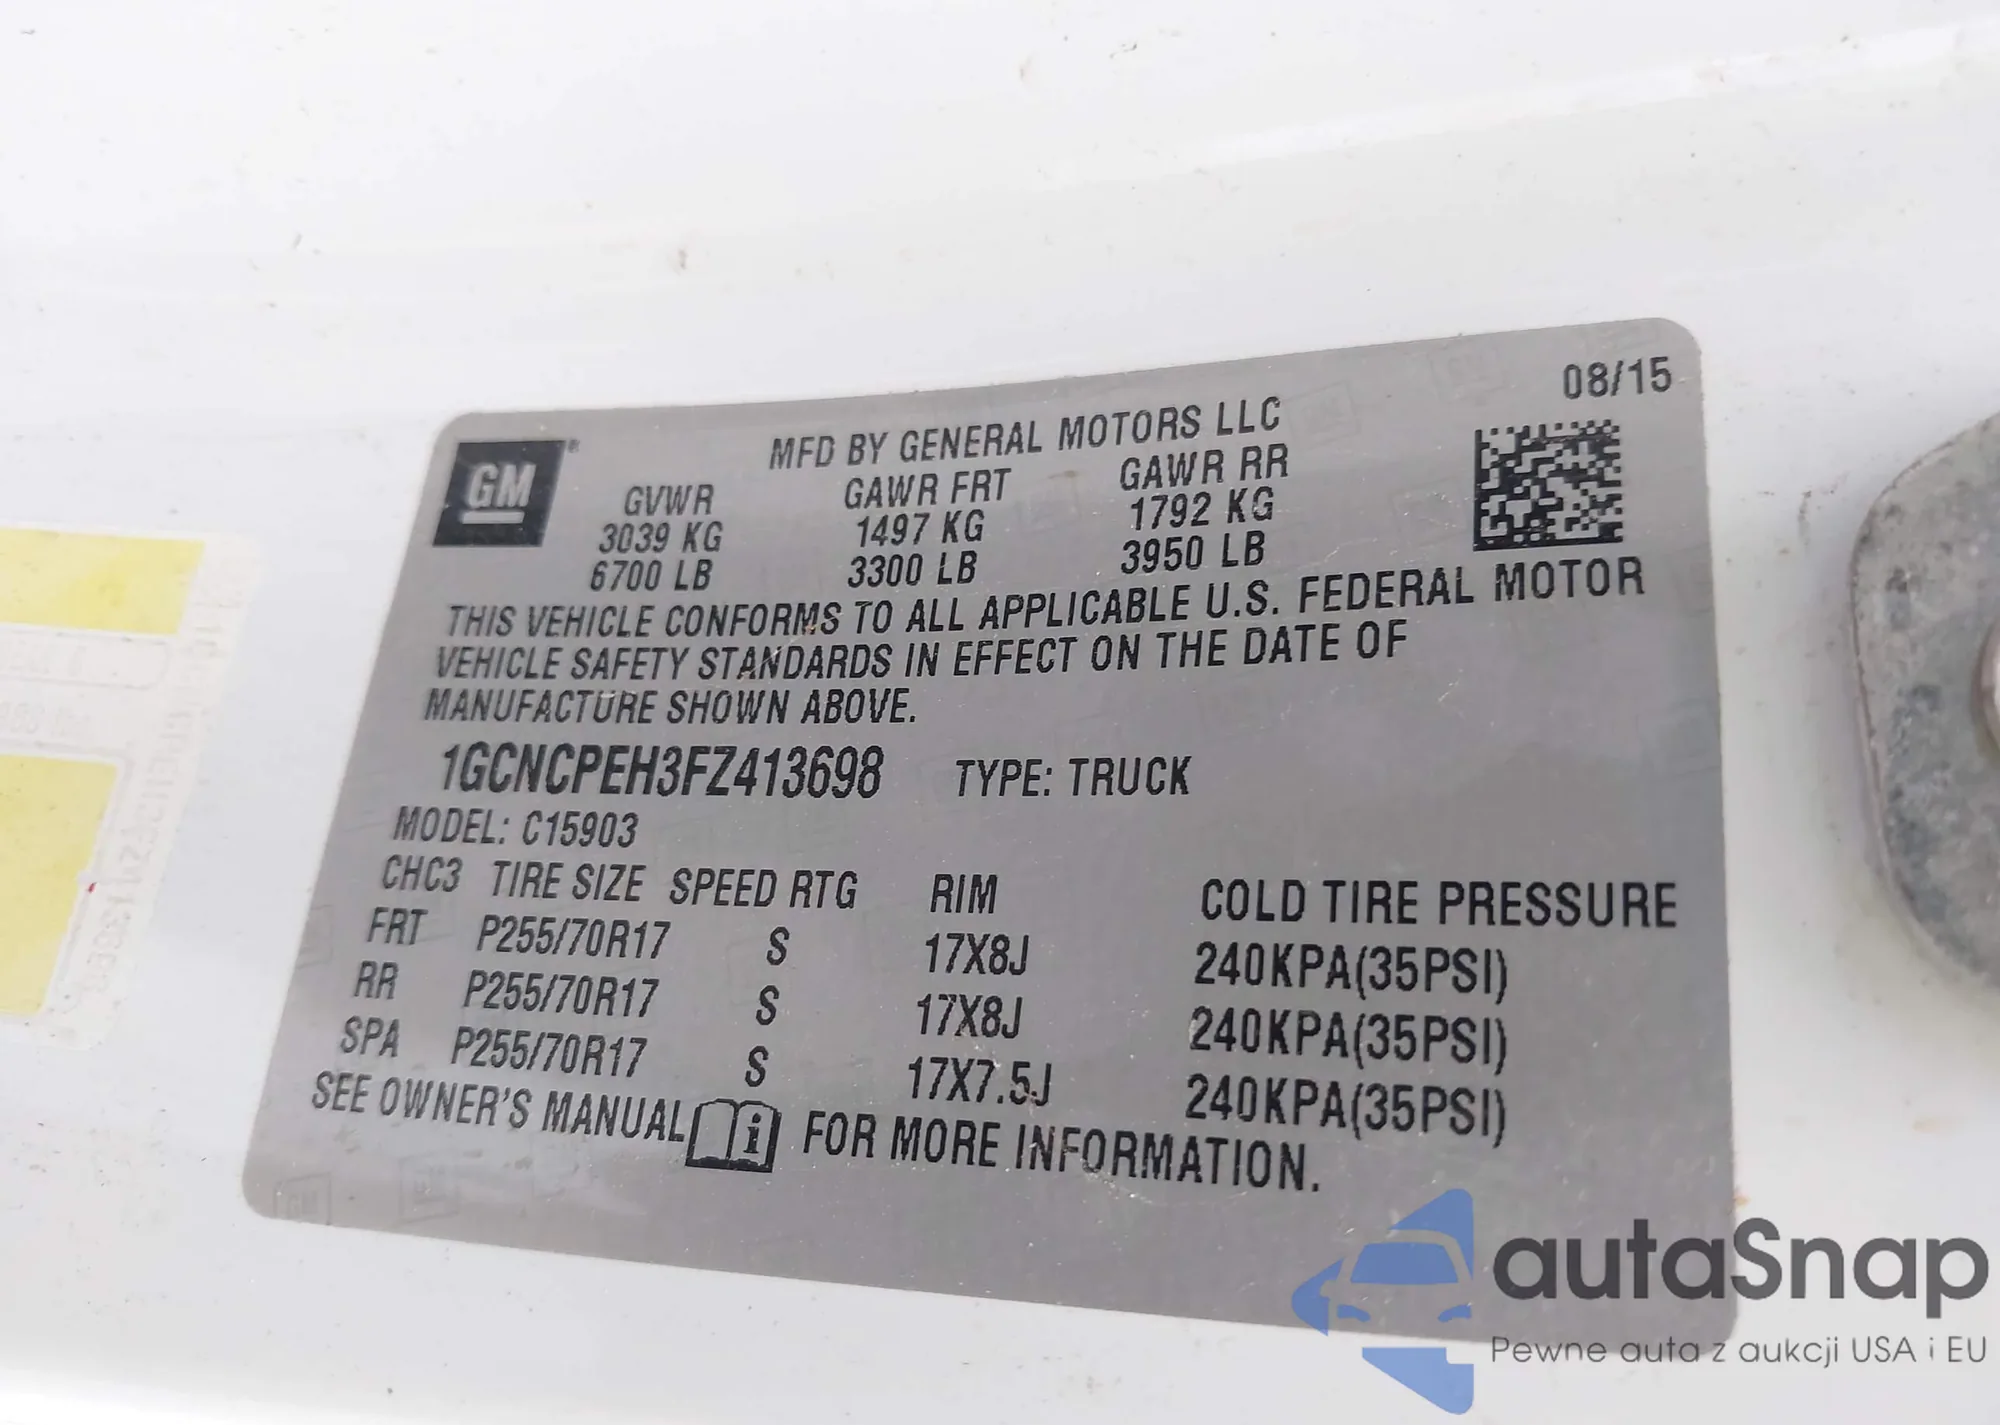 08/15
GM®
MFD BY GENERAL MOTORS LLC
GVWR GAWR FRT GAWR RR
3039 KG 1497 KG 1792 KG
6700 LB 3300 LB 3950 LB
THIS VEHICLE CONFORMS TO ALL APPLICABLE U.S. FEDERAL MOTOR
VEHICLE SAFETY STANDARDS IN EFFECT ON THE DATE OF
MANUFACTURE SHOWN ABOVE.
1GCNCPEH3FZ413698 TYPE: TRUCK
MODEL: C15903
CHC3 TIRE SIZE SPEED RTG RIM COLD TIRE PRESSURE
FRT P255/70R17 S 17X8J 240KPA(35PSI)
RR P255/70R17 S 17X8J 240KPA(35PSI)
SPA P255/70R17 S 17X7.5J 240KPA(35PSI)
SEE OWNER'S MANUAL i FOR MORE INFORMATION.
autaSnap
Pewne auta z aukcji USA i EU